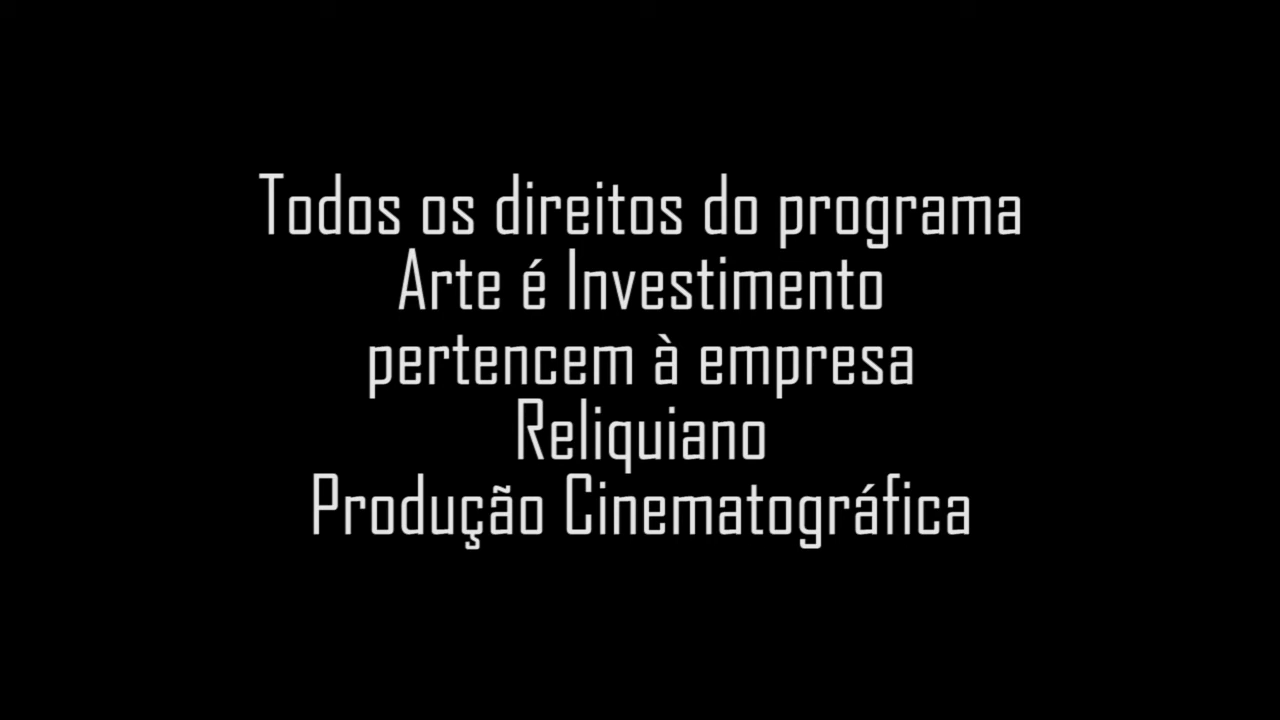 Todos os direitos do programa
Arte é Investimento
pertencem à empresa
Reliquiano
Produção Cinematográfica